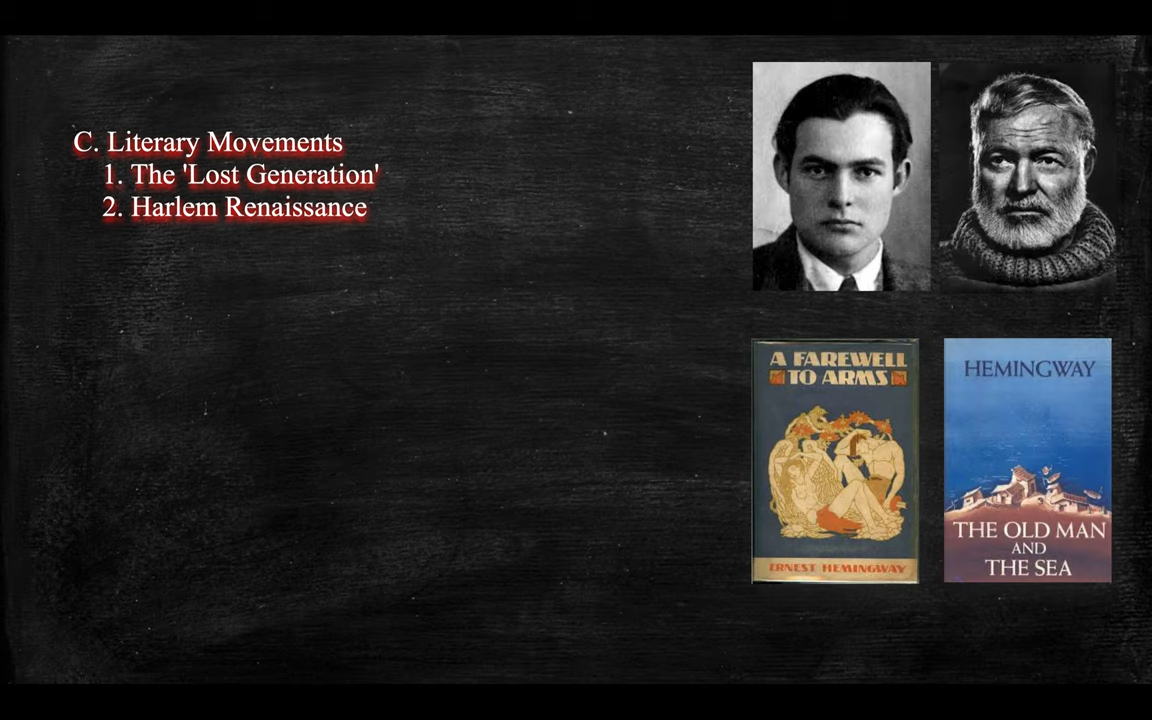 C. Literary Movements
1. The 'Lost Generation'
2. Harlem Renaissance
A FAREWELL
TO ARMS
ERNEST HEMINGWAY
HEMINGWAY
THE OLD MAN
AND
THE SEA